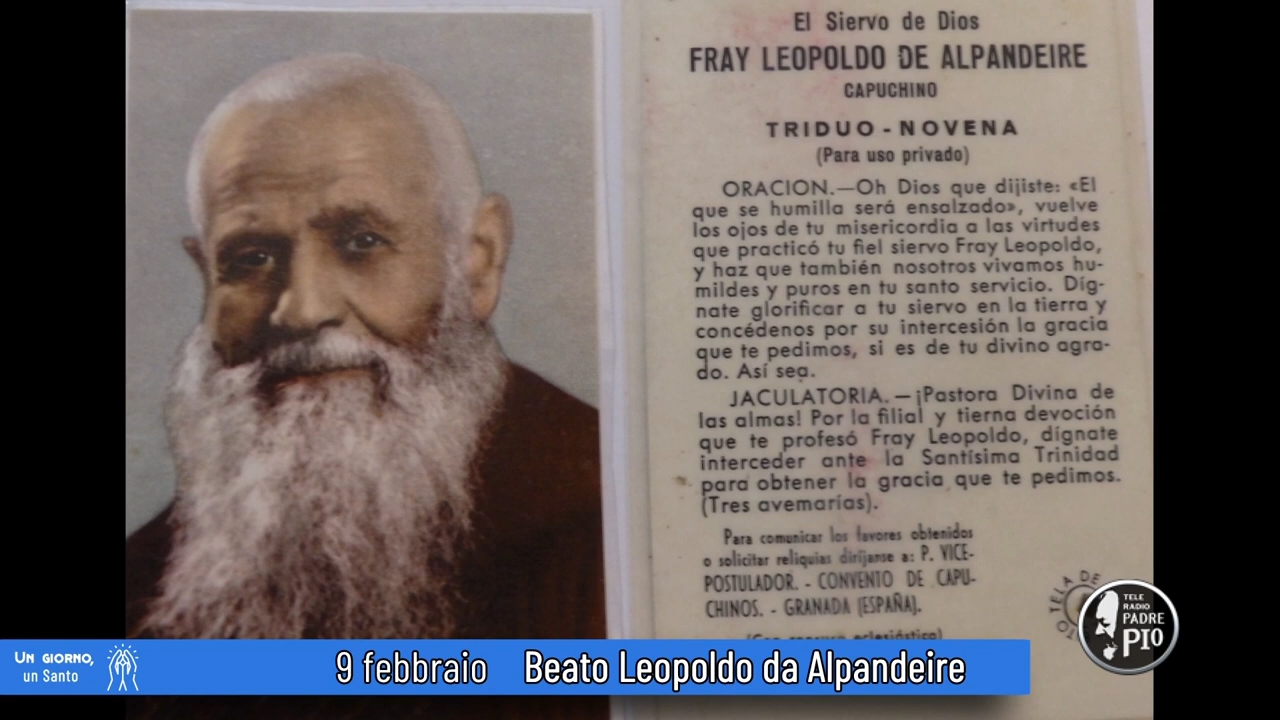 El Siervo de Dios
FRAY LEOPOLDO DE ALPANDEIRE
CAPUCHINO
TRIDUO - NOVENA
(Para uso privado)
ORACION.—Oh Dios que dijiste: «El
que se humilla será ensalzado», vuelve
los ojos de tu misericordia a las virtudes
que practicó tu fiel siervo Fray Leopoldo,
y haz que también nosotros vivamos hu-
mildes y puros en tu santo servicio. Díg-
nate glorificar a tu siervo en la tierra y
concédenos por su intercesión la gracia
que te pedimos, si es de tu divino agra-
do. Así sea.
JACULATORIA.—¡Pastora Divina de
las almas! Por la filial y tierna devoción
que te profesó Fray Leopoldo, dígnate
interceder ante la Santísima Trinidad
para obtener la gracia que te pedimos.
(Tres avemarías).
Para comunicar los favores obtenidos
o solicitar reliquias diríjanse a: P. VICE-
POSTULADOR. - CONVENTO DE CAPU-
CHINOS. - GRANADA (ESPAÑA).
(Con censura eclesiástica)
TELA DE
TELE
RADIO
PADRE
PIO
UN GIORNO,
un Santo
9 febbraio Beato Leopoldo da Alpandeire